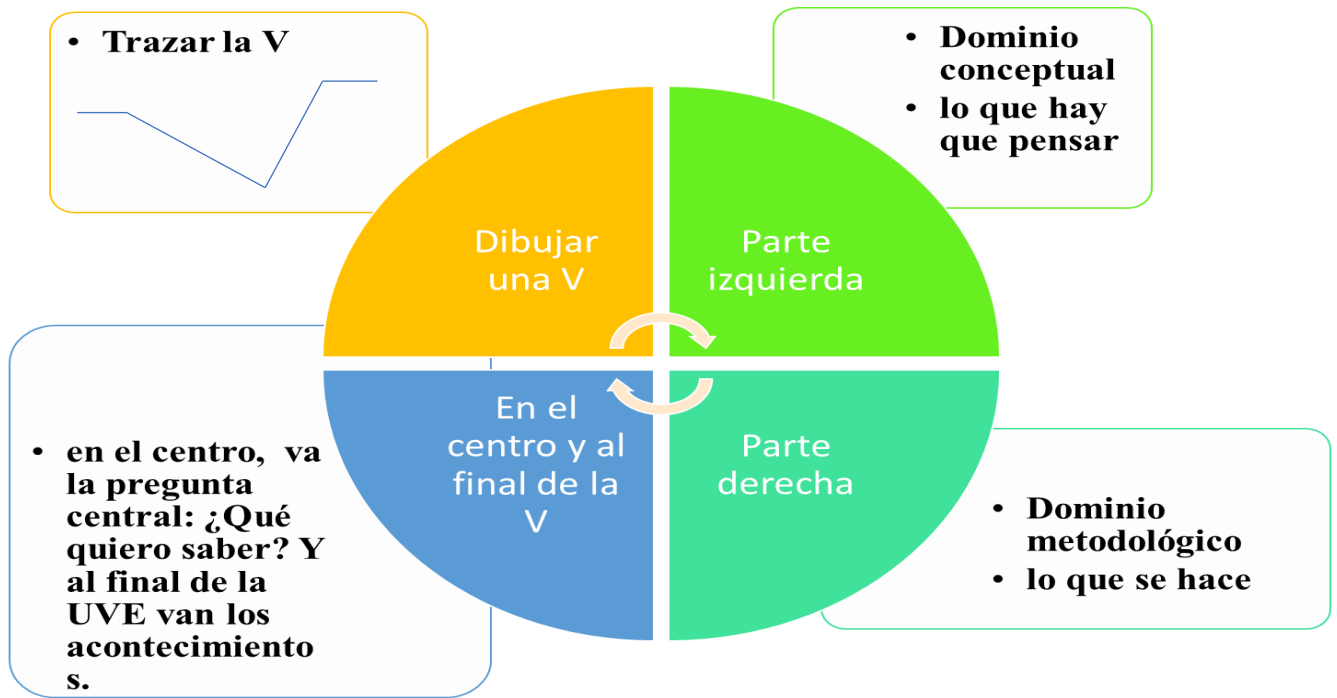 • Trazar la V
• Dominio
conceptual
• lo que hay
que pensar
Dibujar
una V
Parte
izquierda
En el
centro y al
final de la
V
Parte
derecha
• en el centro, va
la pregunta
central: ¿Qué
quiero saber? Y
al final de la
UVE van los
acontecimiento
s.
• Dominio
metodológico
• lo que se hace